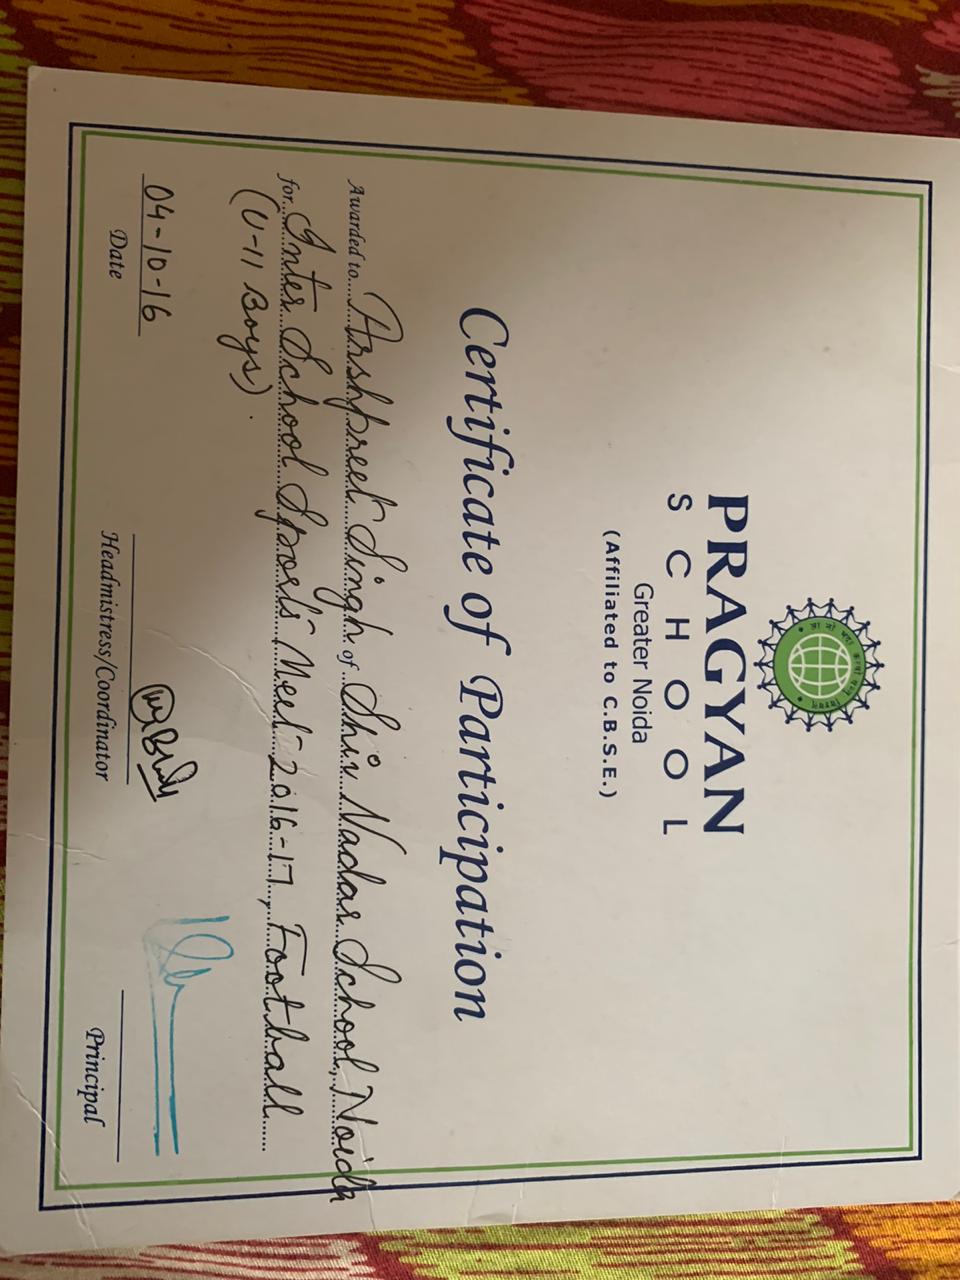 PRAGYAN
SCHOOL
Greater Noida
(Affiliated to C.B.S.E.)
Certificate of Participation
Awarded to Arshpreet Singh of Shiv Nadar School, Noida
for Inter School Sports Meet-2016-17, Football
(U-11 Boys).
04-10-16
Date
Headmistress/Coordinator
Principal